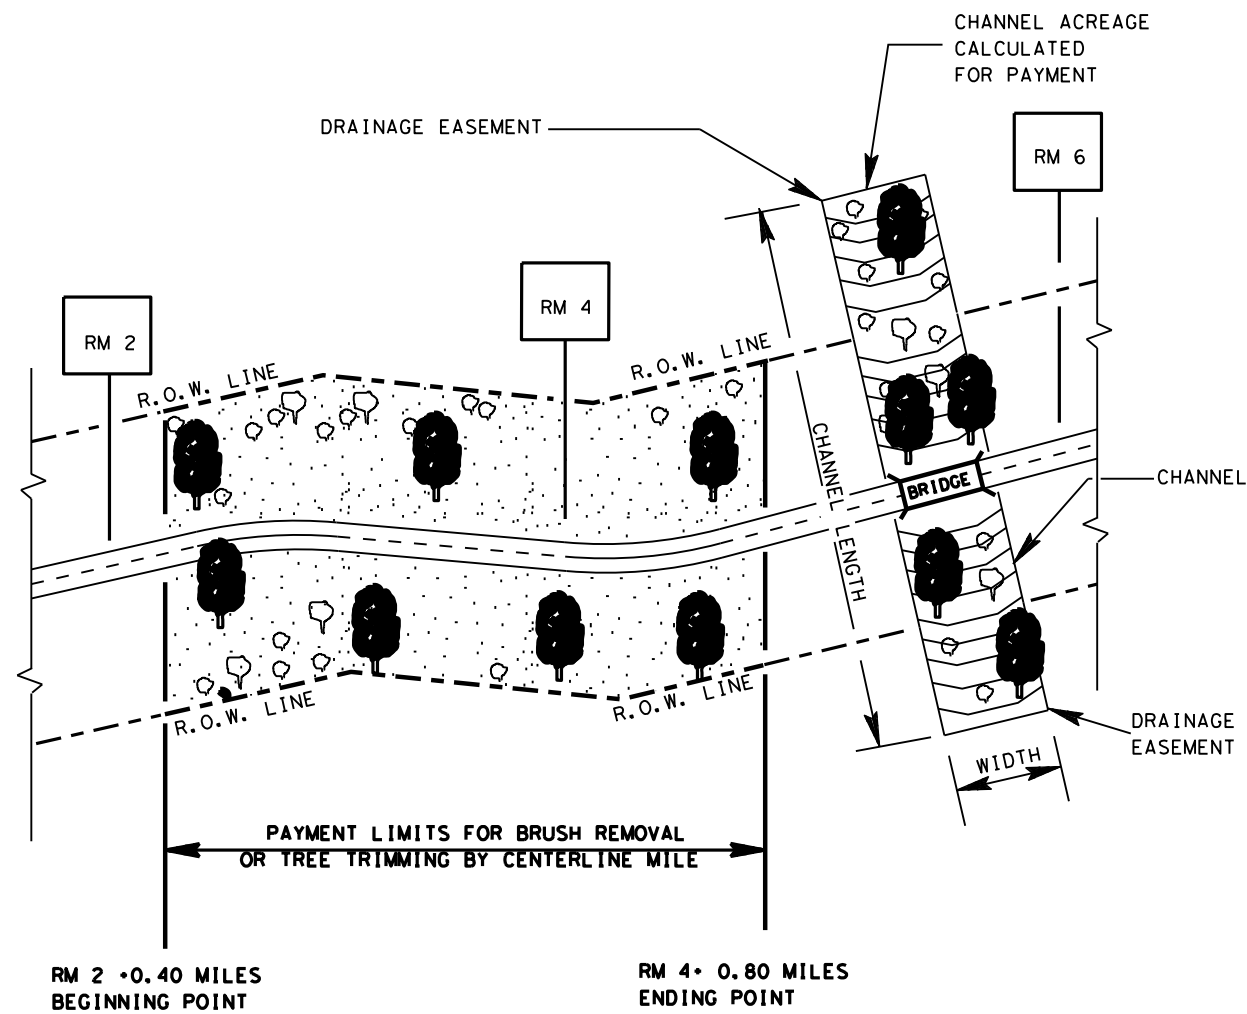 CHANNEL ACREAGE
CALCULATED
FOR PAYMENT
DRAINAGE EASEMENT
RM 6
RM 4
RM 2
R.O.W. LINE
R.O.W. LINE
CHANNEL LENGTH
BRIDGE
CHANNEL
R.O.W. LINE
R.O.W. LINE
DRAINAGE
EASEMENT
WIDTH
PAYMENT LIMITS FOR BRUSH REMOVAL
OR TREE TRIMMING BY CENTERLINE MILE
RM 2 +0.40 MILES
BEGINNING POINT
RM 4+ 0.80 MILES
ENDING POINT